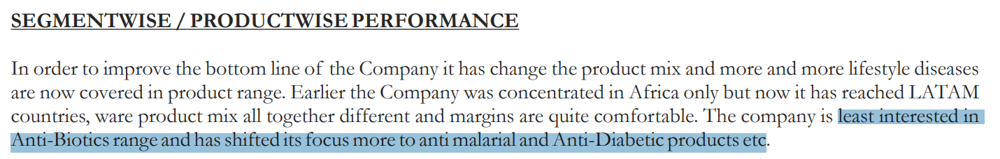 SEGMENTWISE / PRODUCTWISE PERFORMANCE
In order to improve the bottom line of the Company it has change the product mix and more and more lifestyle diseases
are now covered in product range. Earlier the Company was concentrated in Africa only but now it has reached LATAM
countries, ware product mix all together different and margins are quite comfortable. The company is least interested in
Anti-Biotics range and has shifted its focus more to anti malarial and Anti-Diabetic products etc.